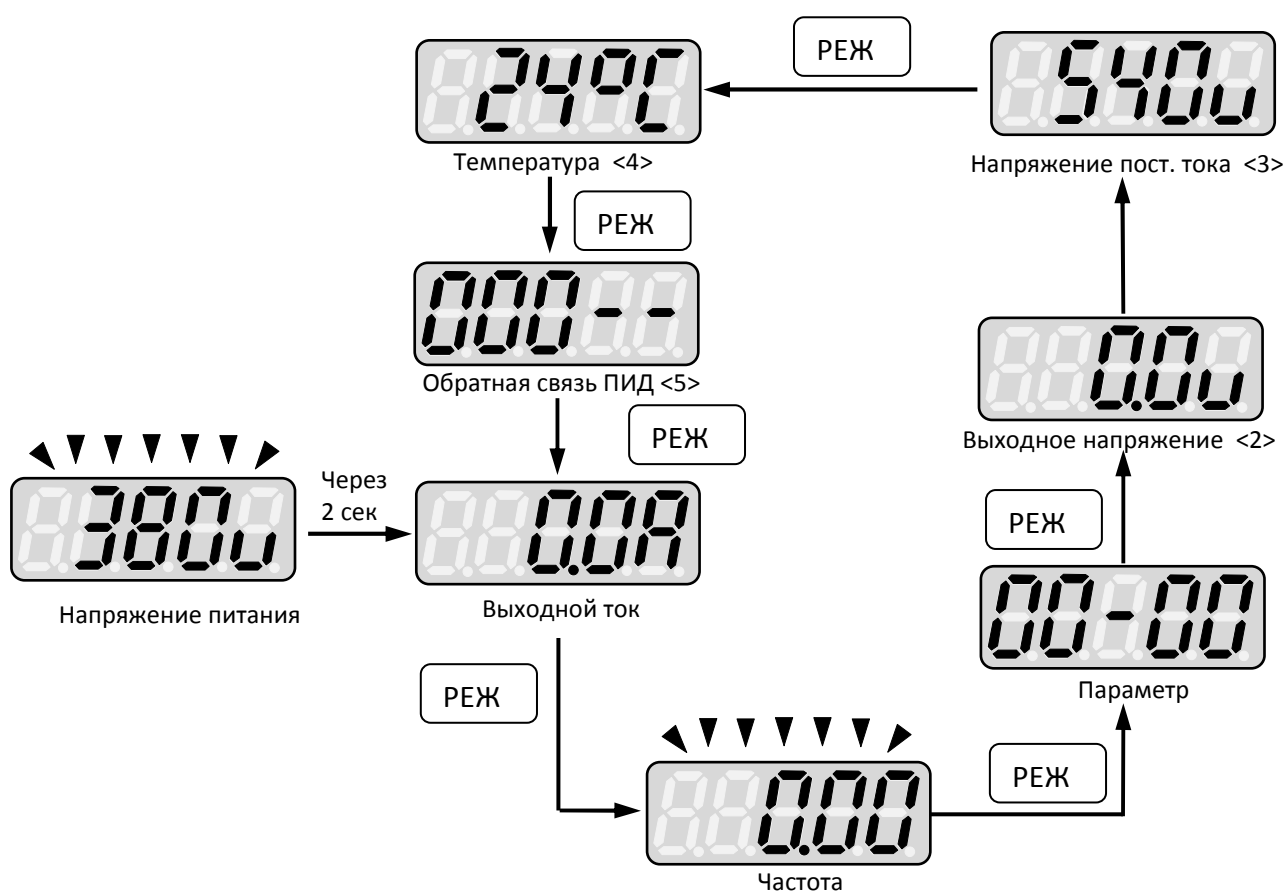 РЕЖ
24°C
540u
Температура <4>
Напряжение пост. тока <3>
РЕЖ
000--
0.0u
Обратная связь ПИД <5>
Выходное напряжение <2>
РЕЖ
380u
Через
2 сек
0.0A
РЕЖ
00-00
Напряжение питания
Выходной ток
Параметр
РЕЖ
0.00
РЕЖ
Частота